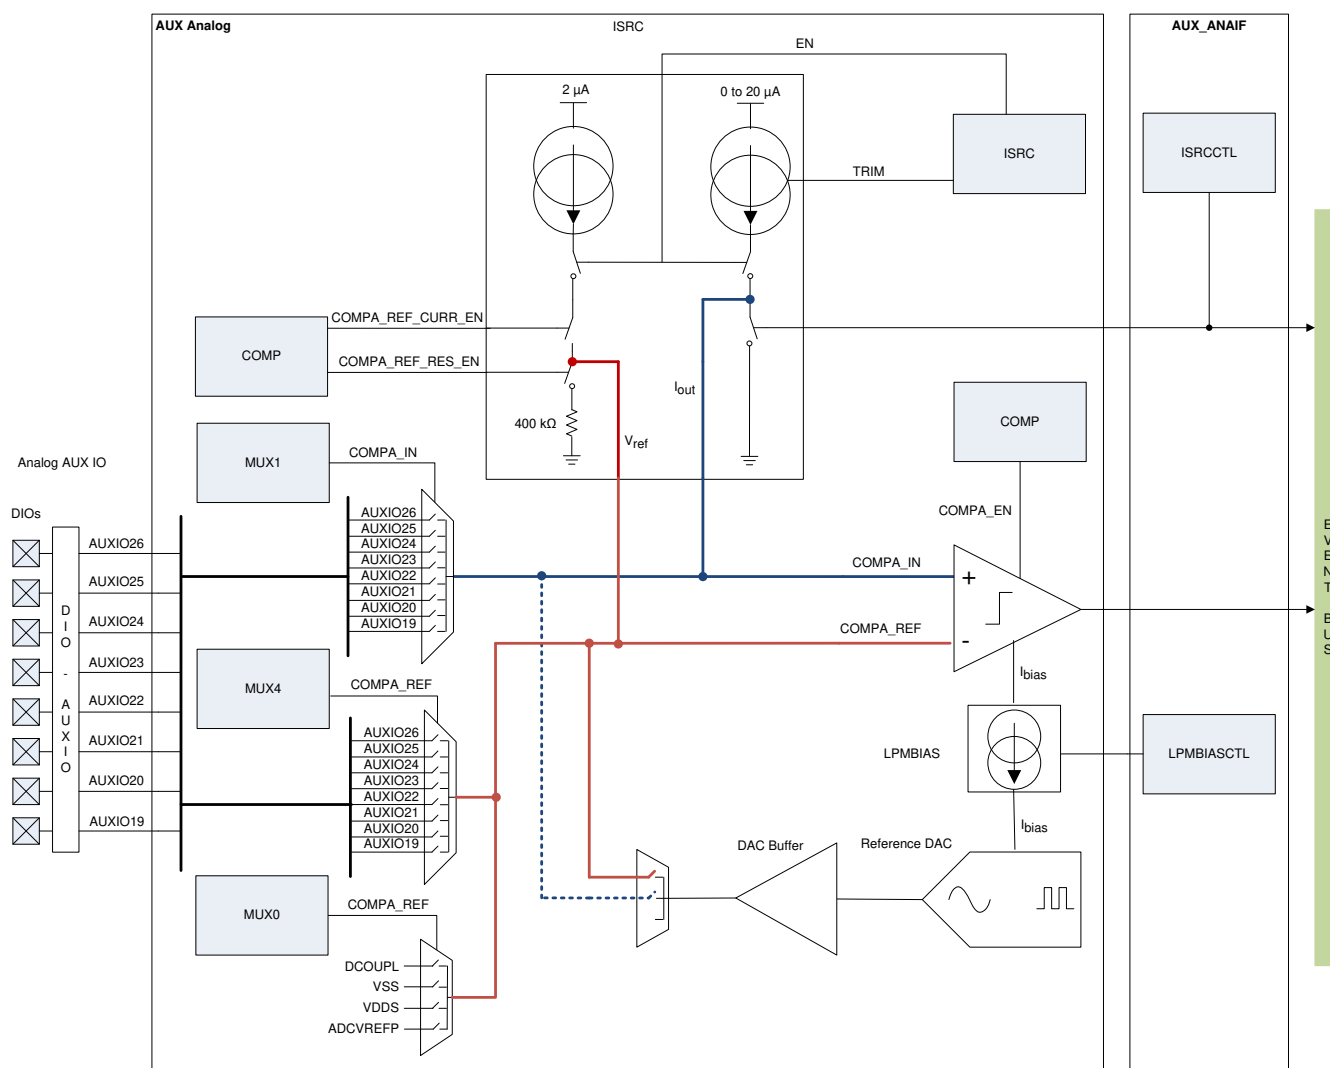 AUX Analog
ISRC
AUX_ANAIF
EN
2 µA
0 to 20 µA
ISRC
ISRCCTL
TRIM
COMP
COMPA_REF_CURR_EN
COMPA_REF_RES_EN
Iout
400 kΩ
Vref
COMP
COMPA_EN
Analog AUX IO
MUX1
COMPA_IN
DIOs
AUXIO26
AUXIO25
AUXIO24
AUXIO23
AUXIO22
AUXIO21
AUXIO20
AUXIO19
DIO - AUXIO
AUXIO26
AUXIO25
AUXIO24
AUXIO23
AUXIO22
AUXIO21
AUXIO20
AUXIO19
COMPA_IN
+
COMPA_REF
-
EVENT BUS
Ibias
MUX4
COMPA_REF
AUXIO26
AUXIO25
AUXIO24
AUXIO23
AUXIO22
AUXIO21
AUXIO20
AUXIO19
LPMBIAS
LPMBIASCTL
Ibias
DAC Buffer
Reference DAC
MUX0
COMPA_REF
DCOUPL
VSS
VDDS
ADCVREFP